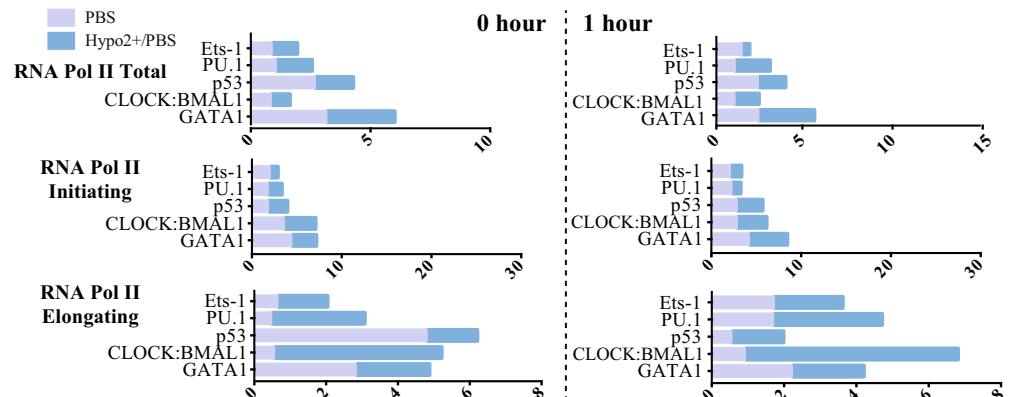 PBS
Hypo2+/PBS
0 hour
1 hour
RNA Pol II Total
Ets-1
PU.1
p53
CLOCK:BMAL1
GATA1
0
5
10
Ets-1
PU.1
p53
CLOCK:BMAL1
GATA1
0
5
10
15
RNA Pol II
Initiating
Ets-1
PU.1
p53
CLOCK:BMAL1
GATA1
0
10
20
30
Ets-1
PU.1
p53
CLOCK:BMAL1
GATA1
0
10
20
30
RNA Pol II
Elongating
Ets-1
PU.1
p53
CLOCK:BMAL1
GATA1
0
2
4
6
8
Ets-1
PU.1
p53
CLOCK:BMAL1
GATA1
0
2
4
6
8